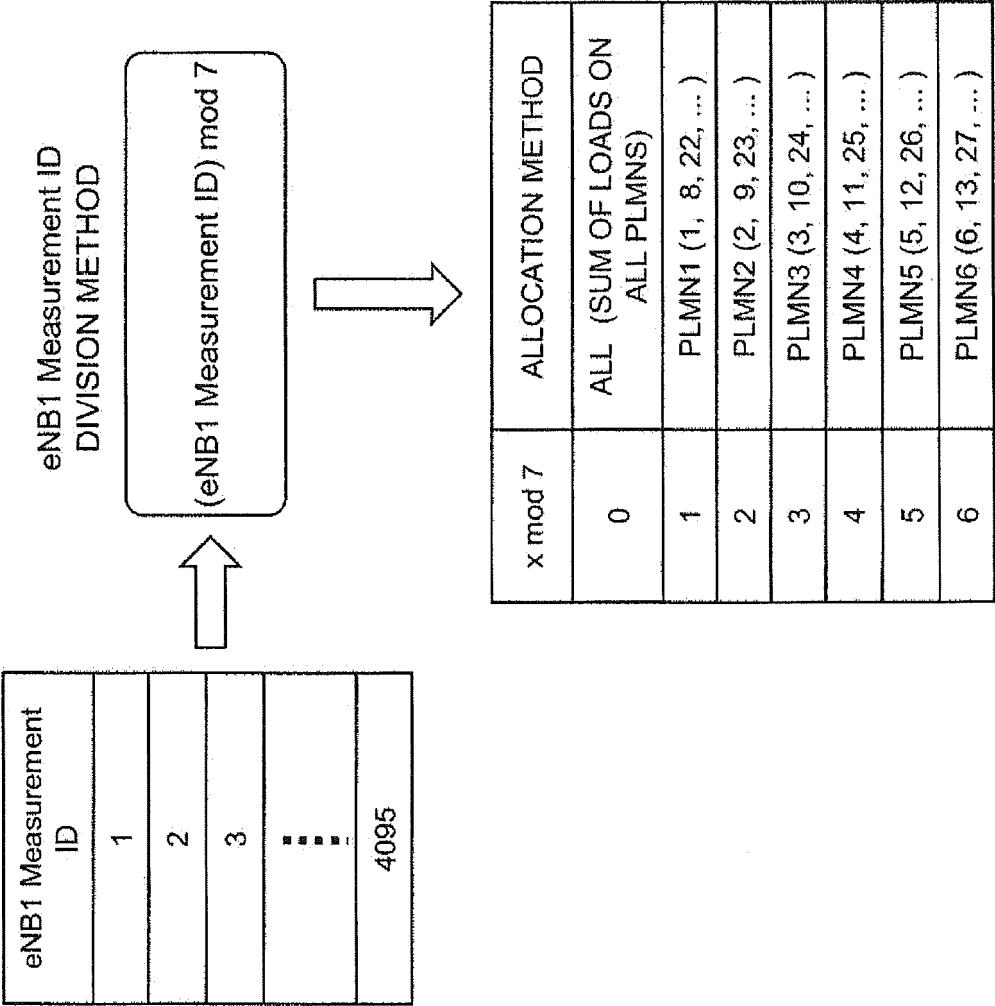 eNB1 Measurement
ID
1
2
3
4095
eNB1 Measurement ID
DIVISION METHOD
(eNB1 Measurement ID) mod 7
x mod 7
ALLOCATION METHOD
0
ALL (SUM OF LOADS ON
ALL PLMNS)
1
PLMN1 (1, 8, 22, ... )
2
PLMN2 (2, 9, 23, ... )
3
PLMN3 (3, 10, 24, ... )
4
PLMN4 (4, 11, 25, ... )
5
PLMN5 (5, 12, 26, ... )
6
PLMN6 (6, 13, 27, ... )